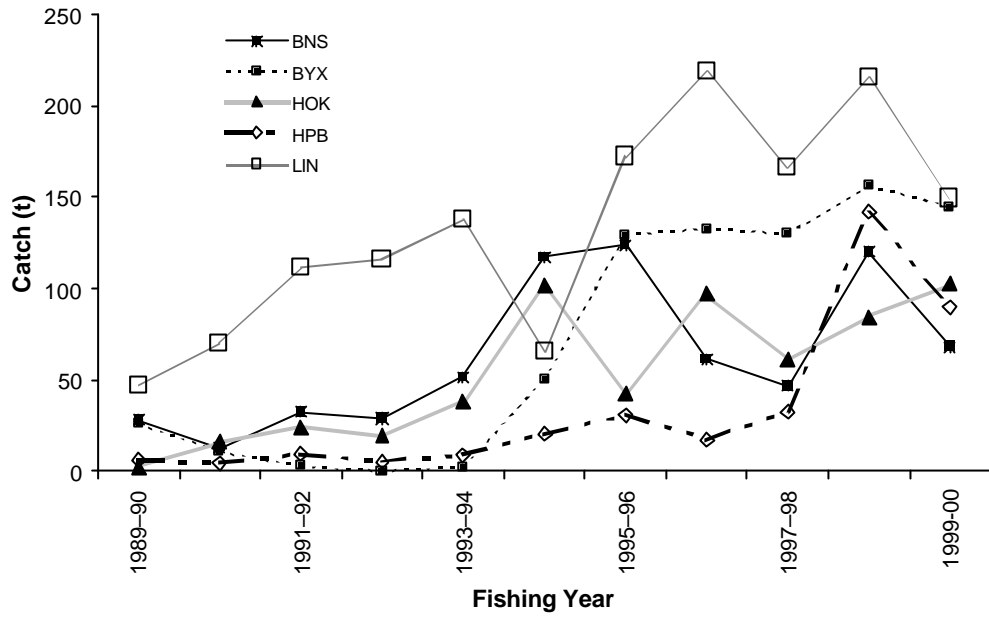 250
200
150
100
50
0
Catch (t)
BNS
BYX
HOK
HPB
LIN
1989–90
1991–92
1993–94
1995–96
1997–98
1999-00
Fishing Year